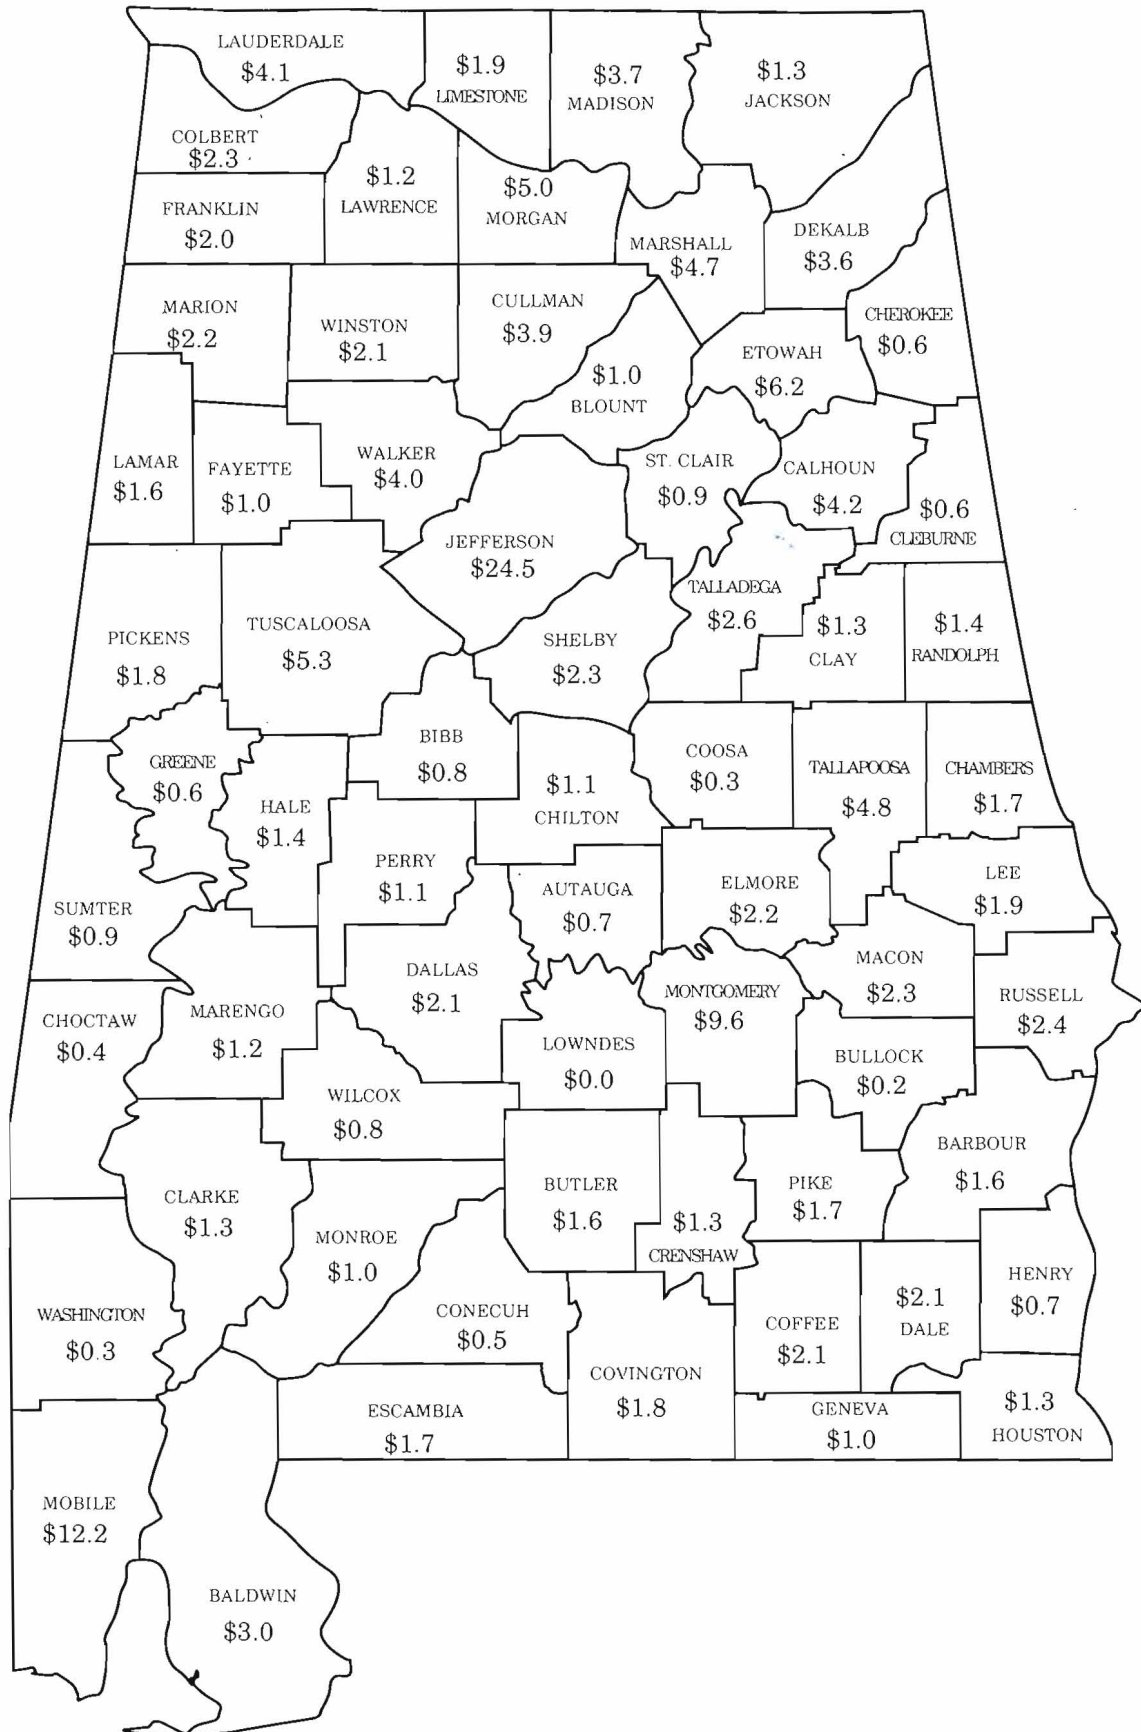 LAUDERDALE
$4.1
$1.9
LIMESTONE
$3.7
MADISON
$1.3
JACKSON
COLBERT
$2.3
$1.2
LAWRENCE
$5.0
MORGAN
FRANKLIN
$2.0
MARSHALL
$4.7
DEKALB
$3.6
MARION
$2.2
WINSTON
$2.1
CULLMAN
$3.9
CHEROKEE
$0.6
ETOWAH
$6.2
$1.0
BLOUNT
LAMAR
$1.6
FAYETTE
$1.0
WALKER
$4.0
ST. CLAIR
$0.9
CALHOUN
$4.2
$0.6
CLEBURNE
JEFFERSON
$24.5
TALLADEGA
$2.6
PICKENS
$1.8
TUSCALOOSA
$5.3
SHELBY
$2.3
$1.3
CLAY
$1.4
RANDOLPH
GREENE
$0.6
BIBB
$0.8
COOSA
$0.3
TALLAPOOSA
$4.8
CHAMBERS
$1.7
HALE
$1.4
$1.1
CHILTON
PERRY
$1.1
AUTAUGA
$0.7
ELMORE
$2.2
LEE
$1.9
SUMTER
$0.9
DALLAS
$2.1
MACON
$2.3
MONTGOMERY
$9.6
RUSSELL
$2.4
CHOCTAW
$0.4
MARENGO
$1.2
LOWNDES
$0.0
BULLOCK
$0.2
WILCOX
$0.8
BARBOUR
$1.6
CLARKE
$1.3
BUTLER
$1.6
PIKE
$1.7
$1.3
CRENSHAW
MONROE
$1.0
HENRY
$0.7
WASHINGTON
$0.3
CONECUH
$0.5
COFFEE
$2.1
$2.1
DALE
COVINGTON
$1.8
ESCAMBIA
$1.7
GENEVA
$1.0
$1.3
HOUSTON
MOBILE
$12.2
BALDWIN
$3.0